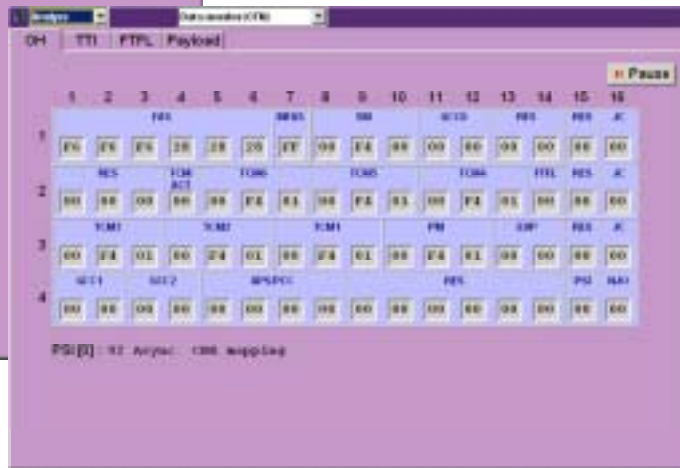 Analyze Data monitor(OTN)
OH TTI FTFL Payload
Pause
1 2 3 4 5 6 7 8 9 10 11 12 13 14 15 16
FAS MFAS SM GCC0 RES RES JC
1 F6 F6 F6 28 28 28 FF 00 F4 00 00 00 00 00 00 00
RES TCM ACT TCM6 TCM5 TCM4 FTFL RES JC
2 00 00 00 00 00 F4 01 00 F4 01 00 F4 01 00 00 00
TCM3 TCM2 TCM1 PM EXP RES JC
3 00 F4 01 00 F4 01 00 F4 01 00 F4 01 00 00 00 00
GCC1 GCC2 APS/PCC RES PSI NJO
4 00 00 00 00 00 00 00 00 00 00 00 00 00 00 00 00
PSI[0] : 02 Async. CBR mapping